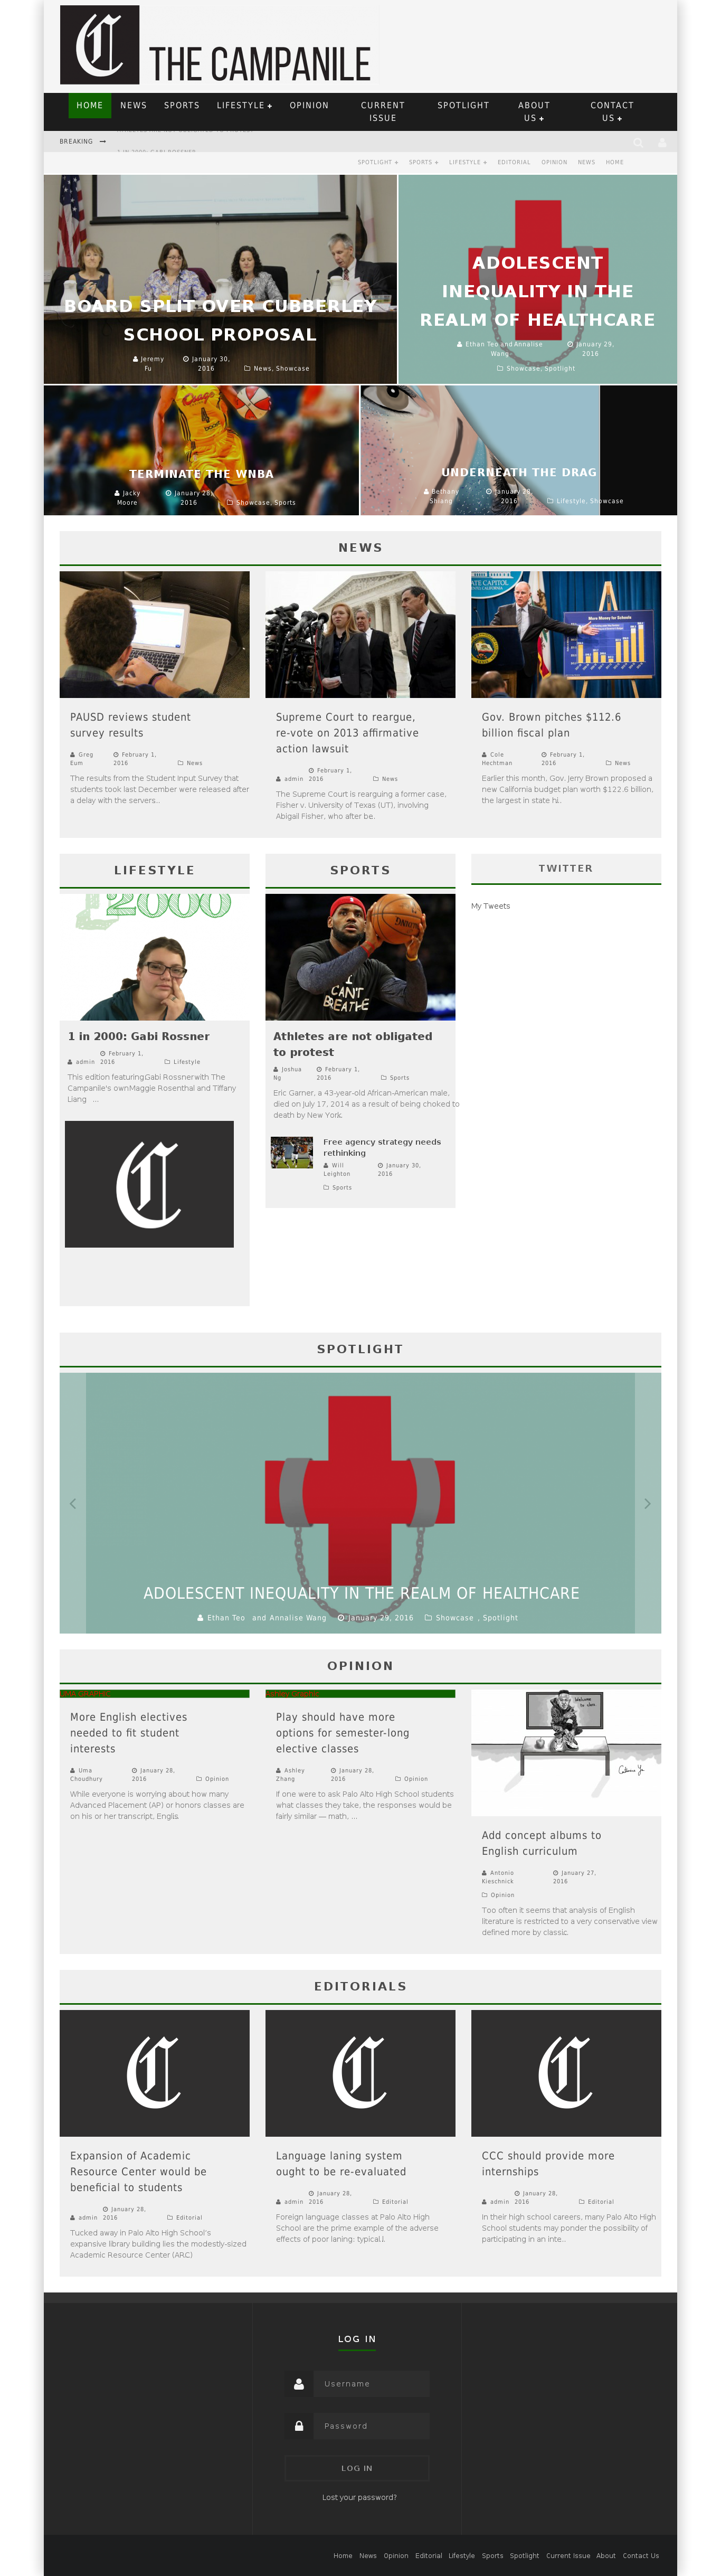 THE CAMPANILE
HOME NEWS SPORTS LIFESTYLE + OPINION CURRENT ISSUE SPOTLIGHT ABOUT US + CONTACT US +
BREAKING
1 IN 2000: GABI ROSSNER
SPOTLIGHT + SPORTS + LIFESTYLE + EDITORIAL OPINION NEWS HOME
BOARD SPLIT OVER CUBBERLEY
SCHOOL PROPOSAL
Jeremy Fu January 30, 2016 News, Showcase
ADOLESCENT
INEQUALITY IN THE
REALM OF HEALTHCARE
Ethan Teo and Annalise Wang January 29, 2016
Showcase, Spotlight
TERMINATE THE WNBA
Jacky Moore January 28, 2016 Showcase, Sports
UNDERNEATH THE DRAG
Bethany Shiang January 28, 2016 Lifestyle, Showcase
NEWS
PAUSD reviews student
survey results
Greg Eum February 1, 2016 News
The results from the Student Input Survey that
students took last December were released after
a delay with the servers...
Supreme Court to reargue,
re-vote on 2013 affirmative
action lawsuit
admin February 1, 2016 News
The Supreme Court is rearguing a former case,
Fisher v. University of Texas (UT), involving
Abigail Fisher, who after be...
More Money for Schools
Gov. Brown pitches $112.6
billion fiscal plan
Cole Hechtman February 1, 2016 News
Earlier this month, Gov. Jerry Brown proposed a
new California budget plan worth $122.6 billion,
the largest in state hi...
LIFESTYLE
2000
1 in 2000: Gabi Rossner
admin February 1, 2016 Lifestyle
This edition featuring Gabi Rossner with The
Campanile's own Maggie Rosenthal and Tiffany
Liang ...
SPORTS
I CAN'T BREATHE
Athletes are not obligated
to protest
Joshua Ng February 1, 2016 Sports
Eric Garner, a 43-year-old African-American male,
died on July 17, 2014 as a result of being choked to
death by New York...
Free agency strategy needs
rethinking
Will Leighton January 30, 2016
Sports
TWITTER
My Tweets
SPOTLIGHT
ADOLESCENT INEQUALITY IN THE REALM OF HEALTHCARE
Ethan Teo and Annalise Wang January 29, 2016 Showcase , Spotlight
OPINION
More English electives
needed to fit student
interests
Uma Choudhury January 28, 2016 Opinion
While everyone is worrying about how many
Advanced Placement (AP) or honors classes are
on his or her transcript, Englis...
Play should have more
options for semester-long
elective classes
Ashley Zhang January 28, 2016 Opinion
If one were to ask Palo Alto High School students
what classes they take, the responses would be
fairly similar — math, ...
Add concept albums to
English curriculum
Antonio Kieschnick January 27, 2016
Opinion
Too often it seems that analysis of English
literature is restricted to a very conservative view
defined more by classic...
EDITORIALS
Expansion of Academic
Resource Center would be
beneficial to students
admin January 28, 2016 Editorial
Tucked away in Palo Alto High School's
expansive library building lies the modestly-sized
Academic Resource Center (ARC)
Language laning system
ought to be re-evaluated
admin January 28, 2016 Editorial
Foreign language classes at Palo Alto High
School are the prime example of the adverse
effects of poor laning: typical...
CCC should provide more
internships
admin January 28, 2016 Editorial
In their high school careers, many Palo Alto High
School students may ponder the possibility of
participating in an inte...
LOG IN
Username
Password
LOG IN
Lost your password?
Home News Opinion Editorial Lifestyle Sports Spotlight Current Issue About Contact Us